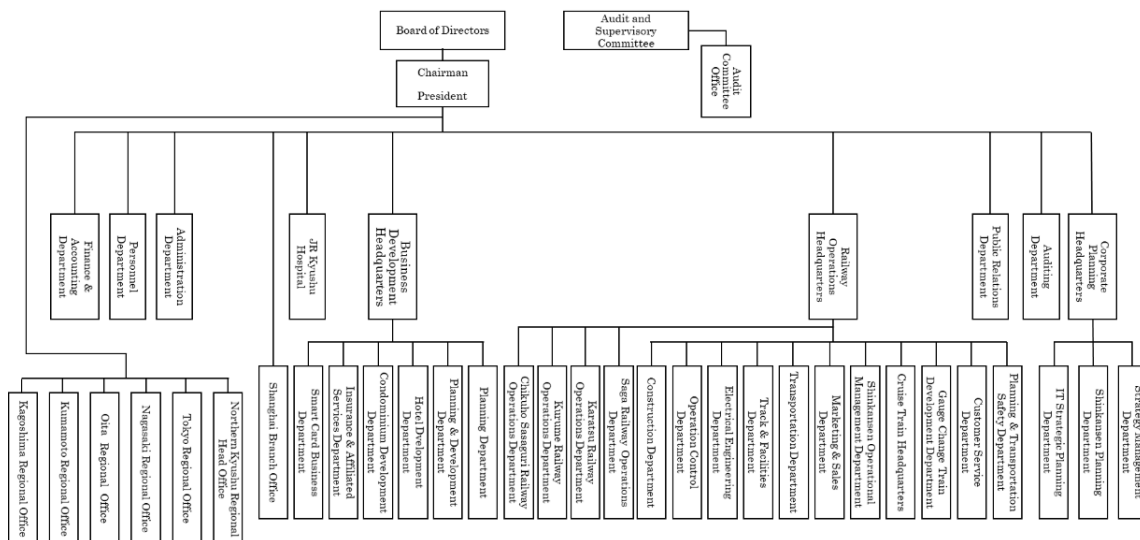 Board of Directors
Audit and
Supervisory
Committee
Audit
Committee
Office
Chairman
President
Finance &
Accounting
Department
Personnel
Department
Administration
Department
JR Kyushu
Hospital
Business
Development
Headquarters
Railway
Operations
Headquarters
Public Relations
Department
Auditing
Department
Corporate
Planning
Headquarters
Kagoshima Regional Office
Kumamoto Regional Office
Oita Regional Office
Nagasaki Regional Office
Tokyo Regional Office
Northern Kyushu Regional
Head Office
Shanghai Branch Office
Smart Card Business
Department
Insurance & Affiliated
Services Department
Condominium Development
Department
Hotel Dvelopment
Department
Planning & Development
Department
Planning Department
Chikuho Sasaguri Railway
Operations Department
Kurume Railway
Operations Department
Karatsu Railway
Operations Department
Saga Railway Operations
Department
Construction Department
Operation Control
Department
Electrical Engineering
Department
Track & Facilities
Department
Transportation Department
Marketing & Sales
Department
Shinkansen Operational
Management Department
Cruise Train Headquarters
Gauge Change Train
Development Department
Customer Service
Department
Planning & Transportation
Safety Department
IT Strategic Planning
Department
Shinkansen Planning
Department
Strategy Management
Department